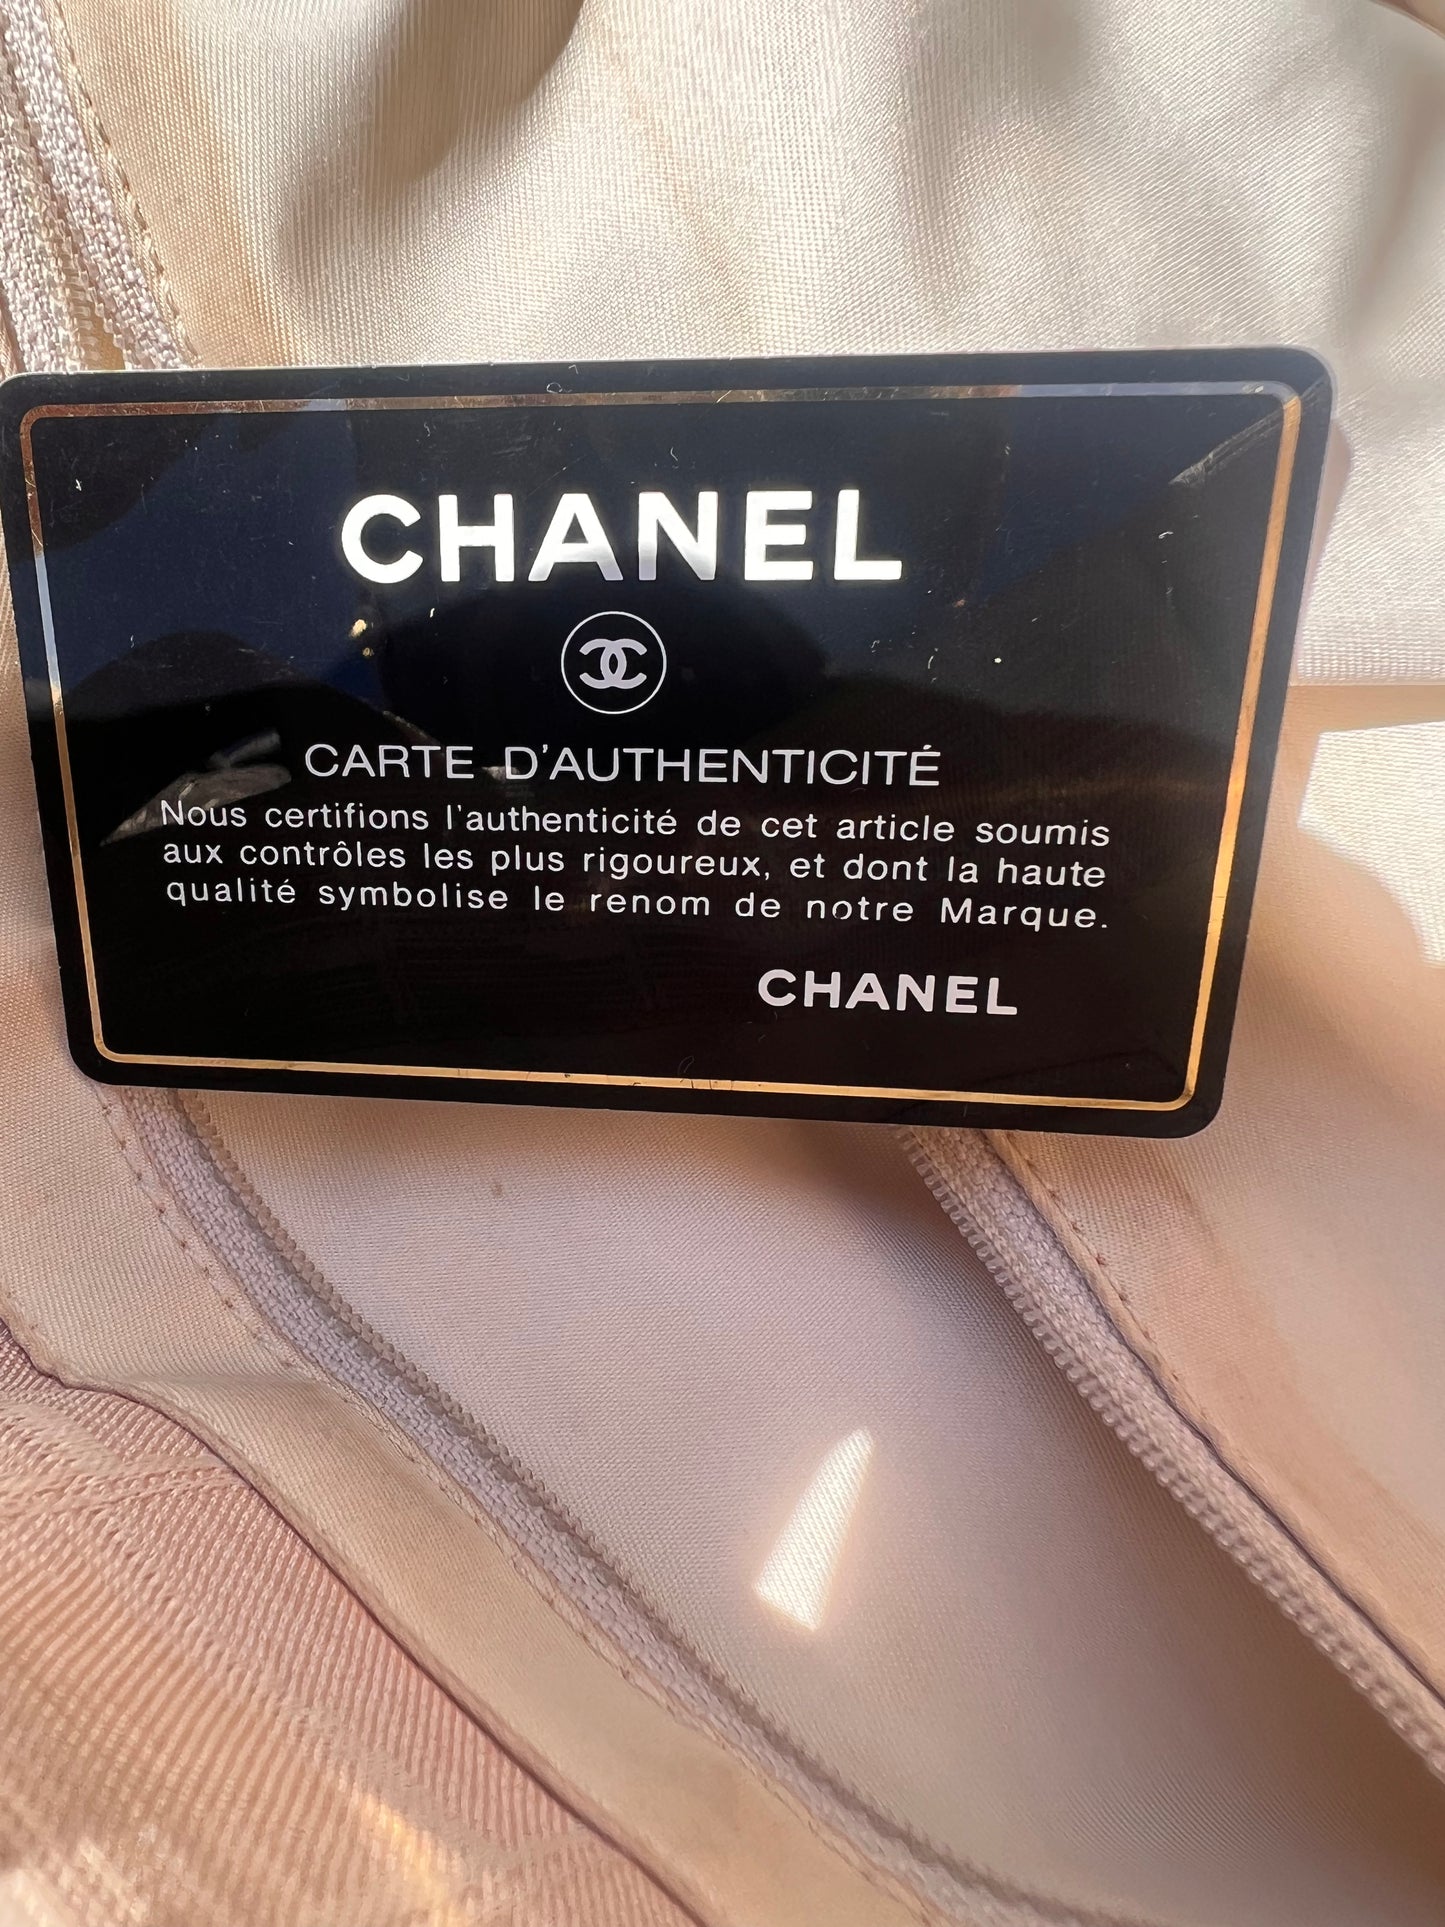 CHANEL
CARTE D'AUTHENTICITÉ
Nous certifions l'authenticité de cet article soumis
aux contrôles les plus rigoureux, et dont la haute
qualité symbolise le renom de notre Marque.
CHANEL